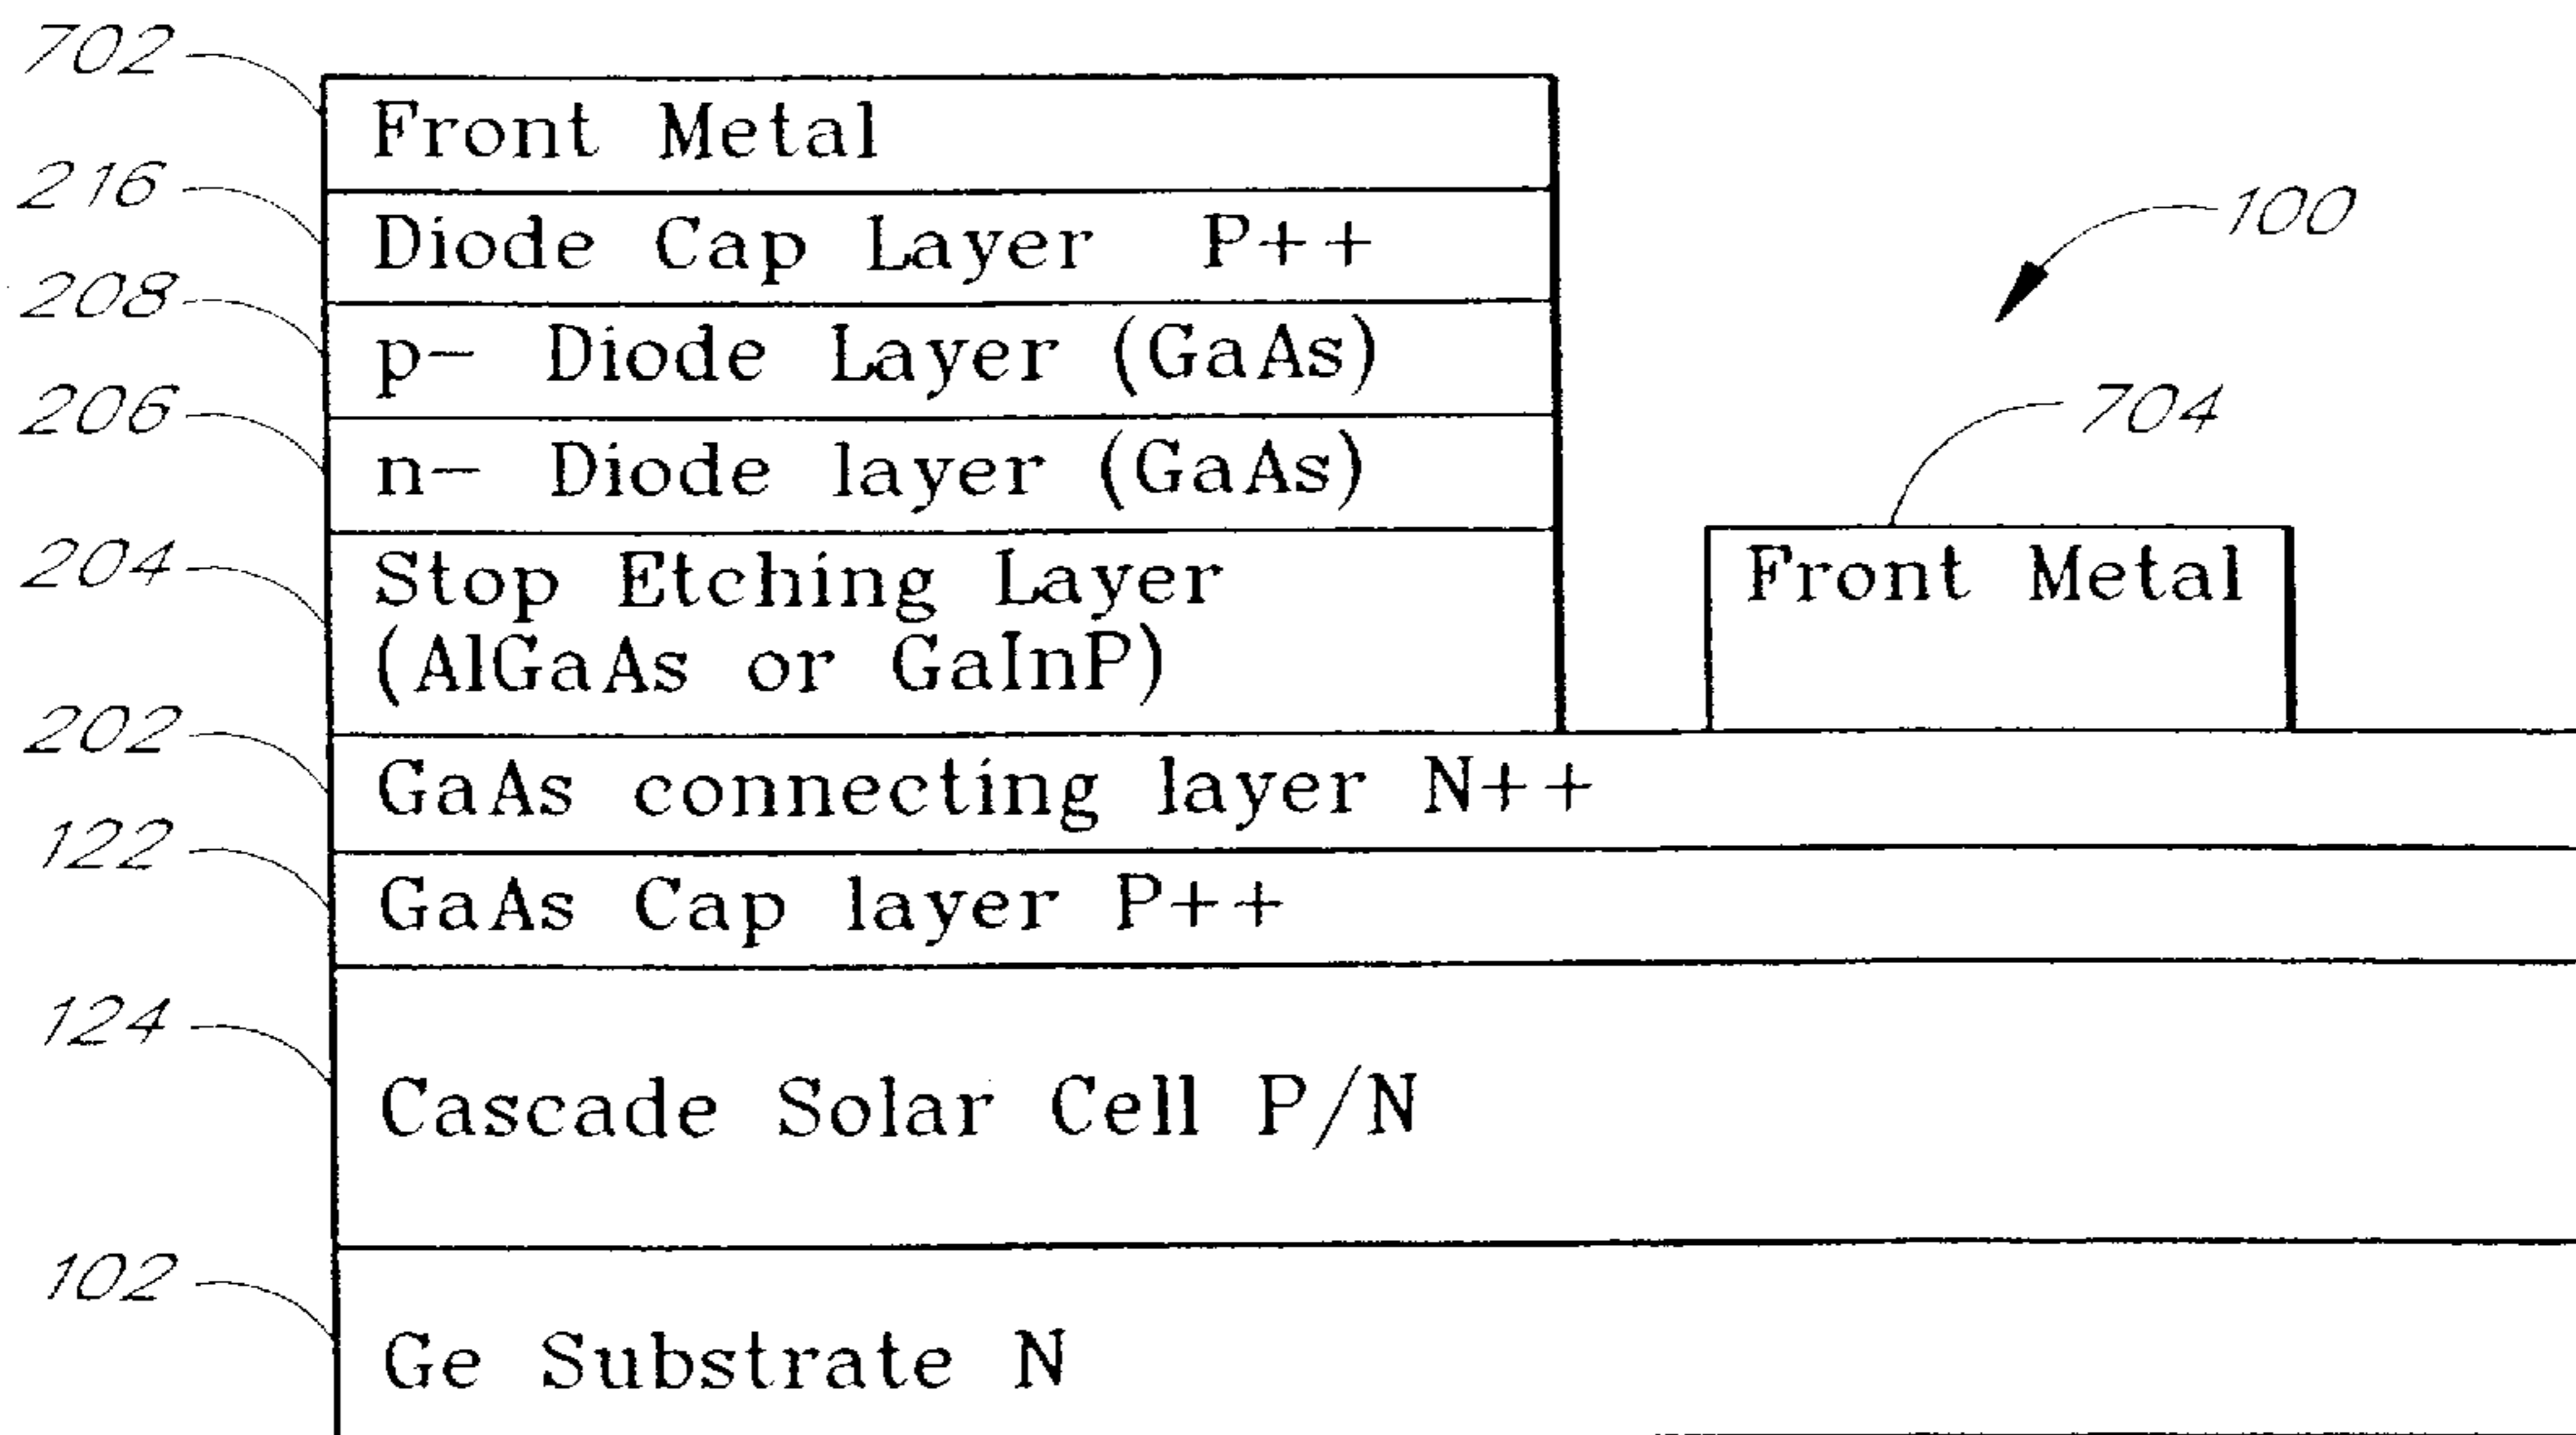 702
Front Metal
216
Diode Cap Layer P++
100
208
p- Diode Layer (GaAs)
206
n- Diode layer (GaAs)
704
204
Stop Etching Layer
(AlGaAs or GaInP)
Front Metal
202
GaAs connecting layer N++
122
GaAs Cap layer P++
124
Cascade Solar Cell P/N
102
Ge Substrate N